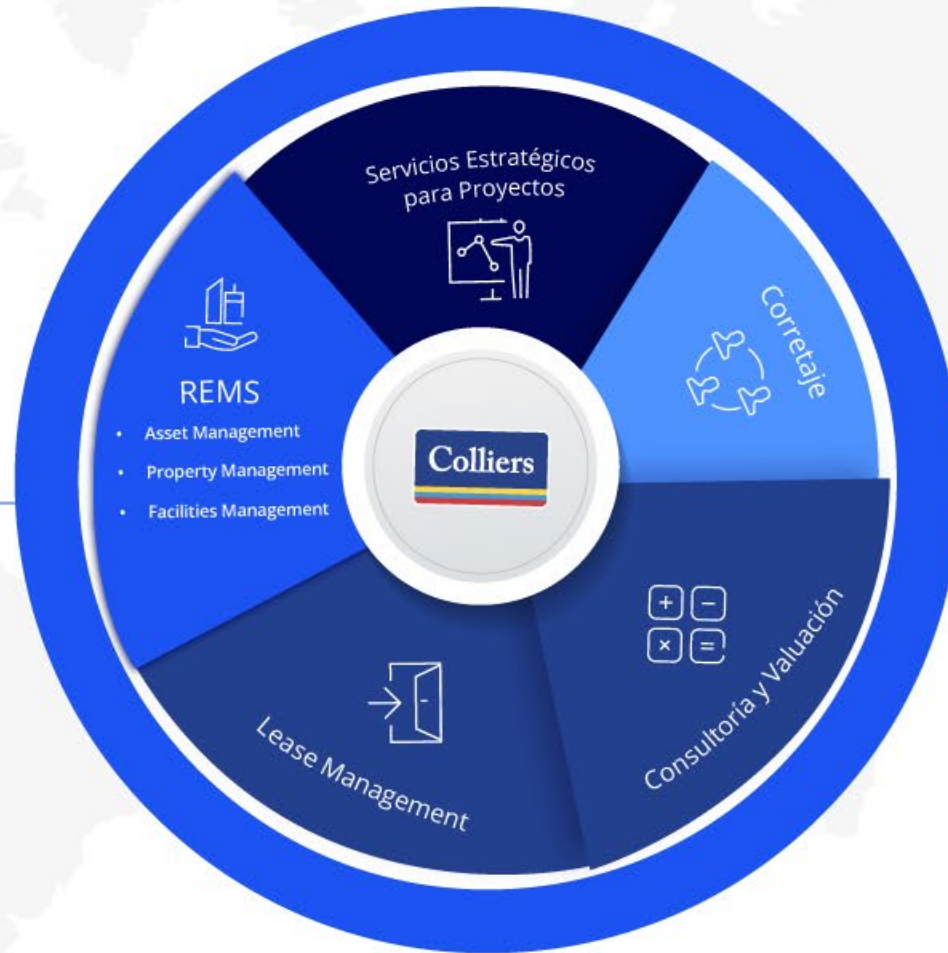 Servicios Estratégicos
para Proyectos
Corretaje
REMS
• Asset Management
• Property Management
• Facilities Management
Colliers
Consultoría y Valuación
Lease Management